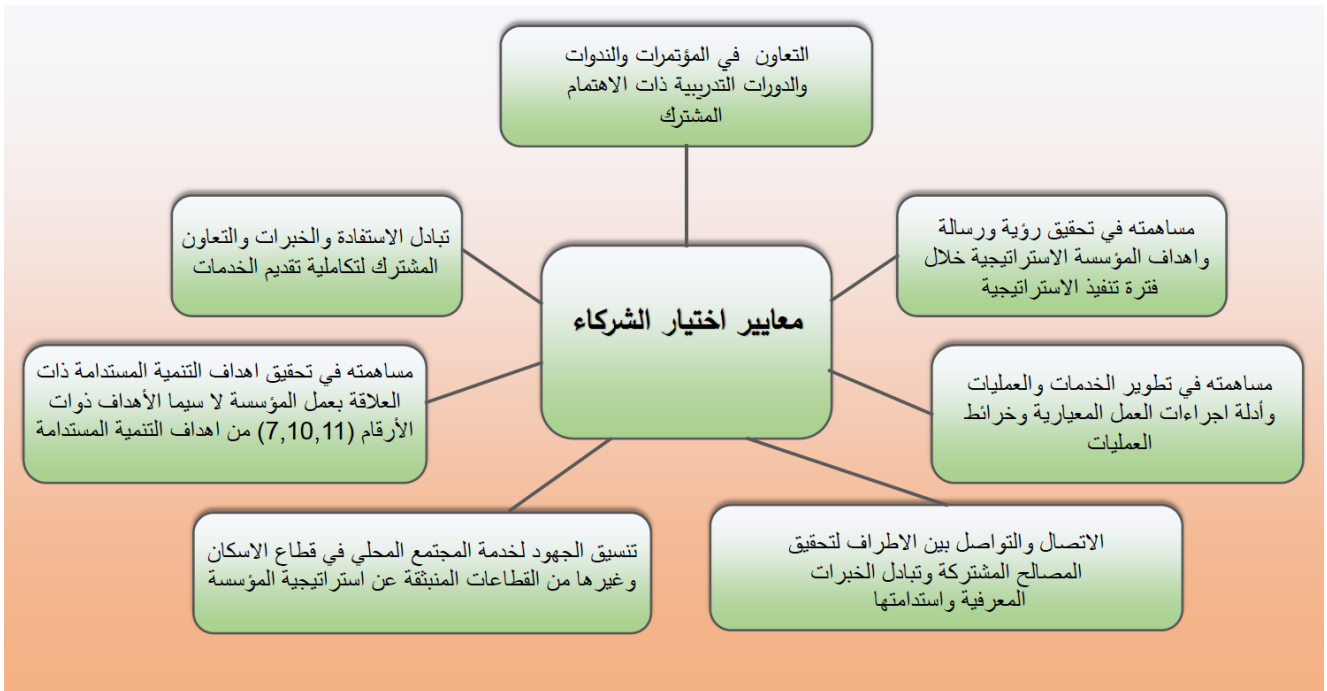 التعاون في المؤتمرات والندوات
والدورات التدريبية ذات الاهتمام
المشترك
مساهمته في تحقيق رؤية ورسالة
واهداف المؤسسة الاستراتيجية خلال
فترة تنفيذ الاستراتيجية
تبادل الاستفادة والخبرات والتعاون
المشترك لتكاملية تقديم الخدمات
معايير اختيار الشركاء
مساهمته في تطوير الخدمات والعمليات
وأدلة اجراءات العمل المعيارية وخرائط
العمليات
مساهمته في تحقيق اهداف التنمية المستدامة ذات
العلاقة بعمل المؤسسة لا سيما الأهداف ذوات
الأرقام (7,10,11) من اهداف التنمية المستدامة
الاتصال والتواصل بين الاطراف لتحقيق
المصالح المشتركة وتبادل الخبرات
المعرفية واستدامتها
تنسيق الجهود لخدمة المجتمع المحلي في قطاع الاسكان
وغيرها من القطاعات المنبثقة عن استراتيجية المؤسسة